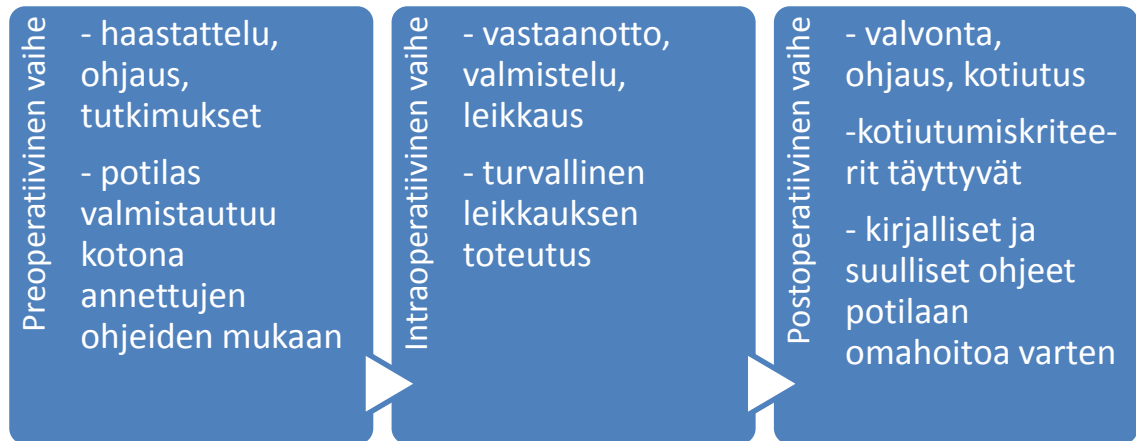 Preoperatiivinen vaihe
- haastattelu,
ohjaus,
tutkimukset
- potilas
valmistautuu
kotona
annettujen
ohjeiden mukaan
Intraoperatiivinen vaihe
- vastaanotto,
valmistelu,
leikkaus
- turvallinen
leikkauksen
toteutus
Postoperatiivinen vaihe
- valvonta,
ohjaus, kotiutus
-kotiutumiskritee-
rit täyttyvät
- kirjalliset ja
suulliset ohjeet
potilaan
omahoitoa varten